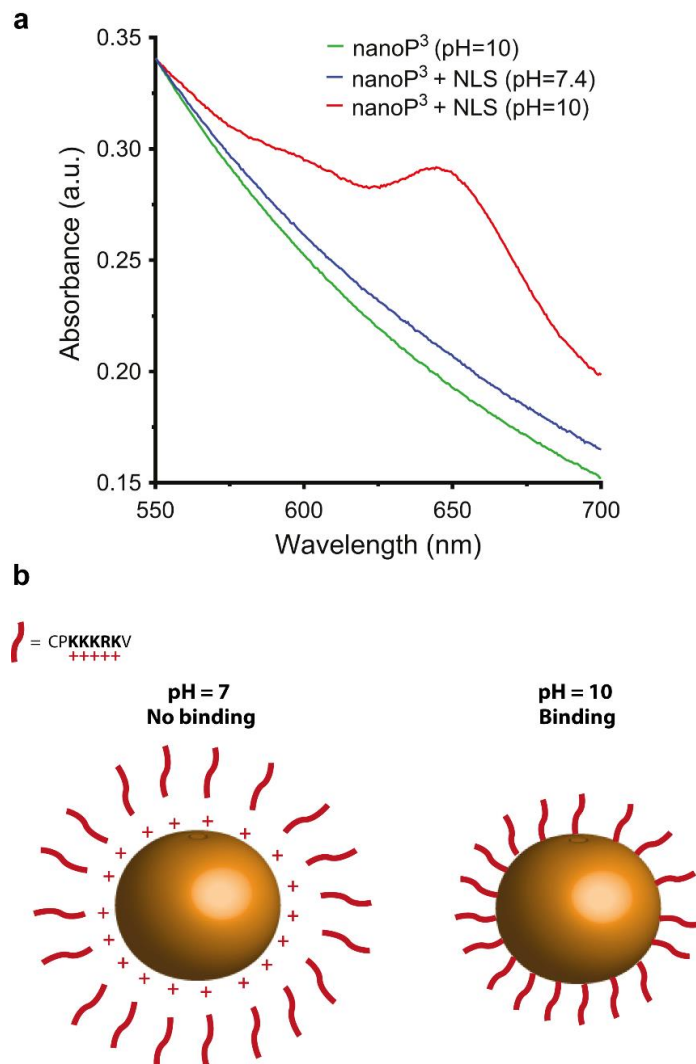 a
0.35
0.30
0.25
0.20
0.15
Absorbance (a.u.)
nanoP³ (pH=10)
nanoP³ + NLS (pH=7.4)
nanoP³ + NLS (pH=10)
550
600
650
700
Wavelength (nm)
b
= CPKKKRKV
+++++
pH = 7
No binding
pH = 10
Binding